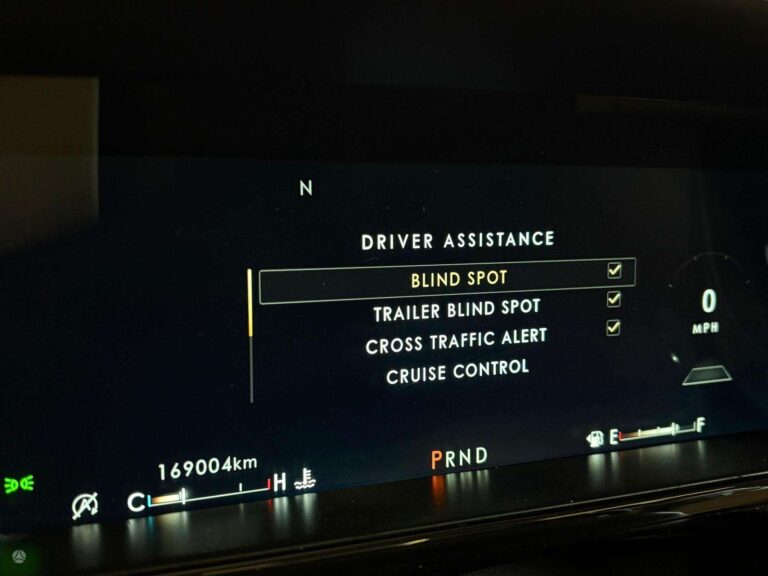 N
DRIVER ASSISTANCE
BLIND SPOT
TRAILER BLIND SPOT
CROSS TRAFFIC ALERT
CRUISE CONTROL
0
MPH
E F
PRND
169004km
C H